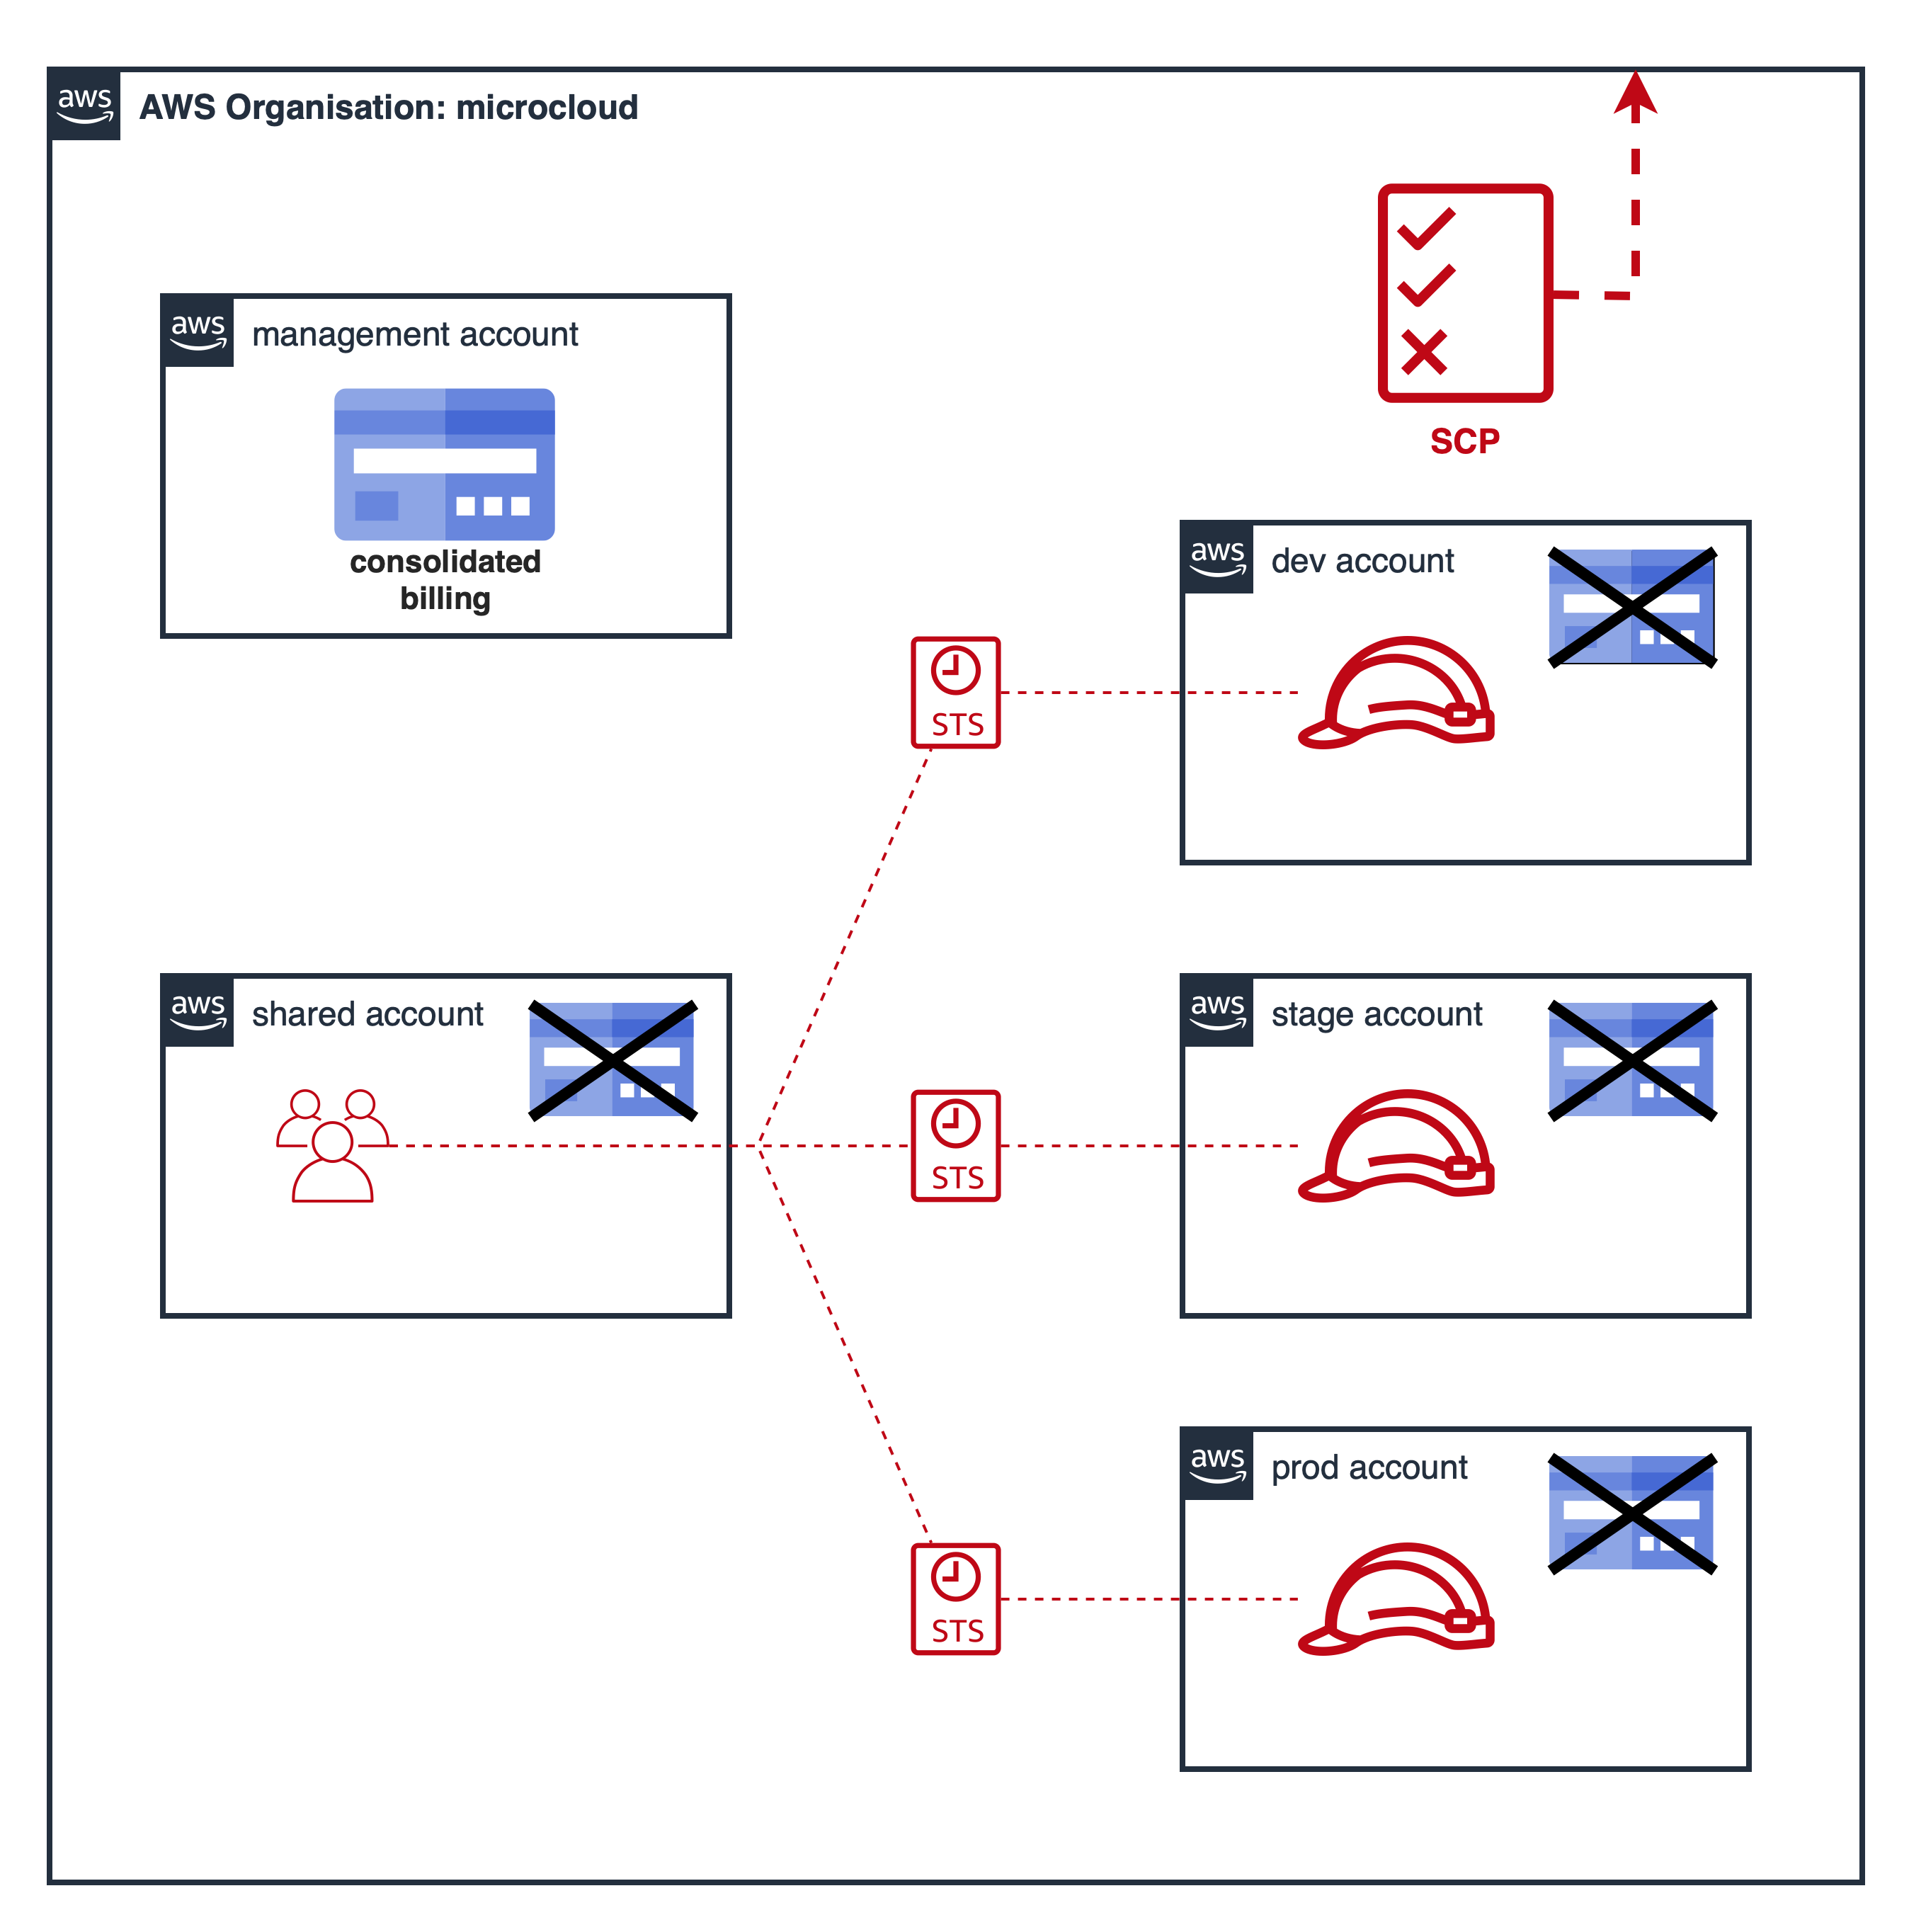 aws AWS Organisation: microcloud
aws management account
consolidated
billing
SCP
aws dev account
STS
aws shared account
aws stage account
STS
aws prod account
STS